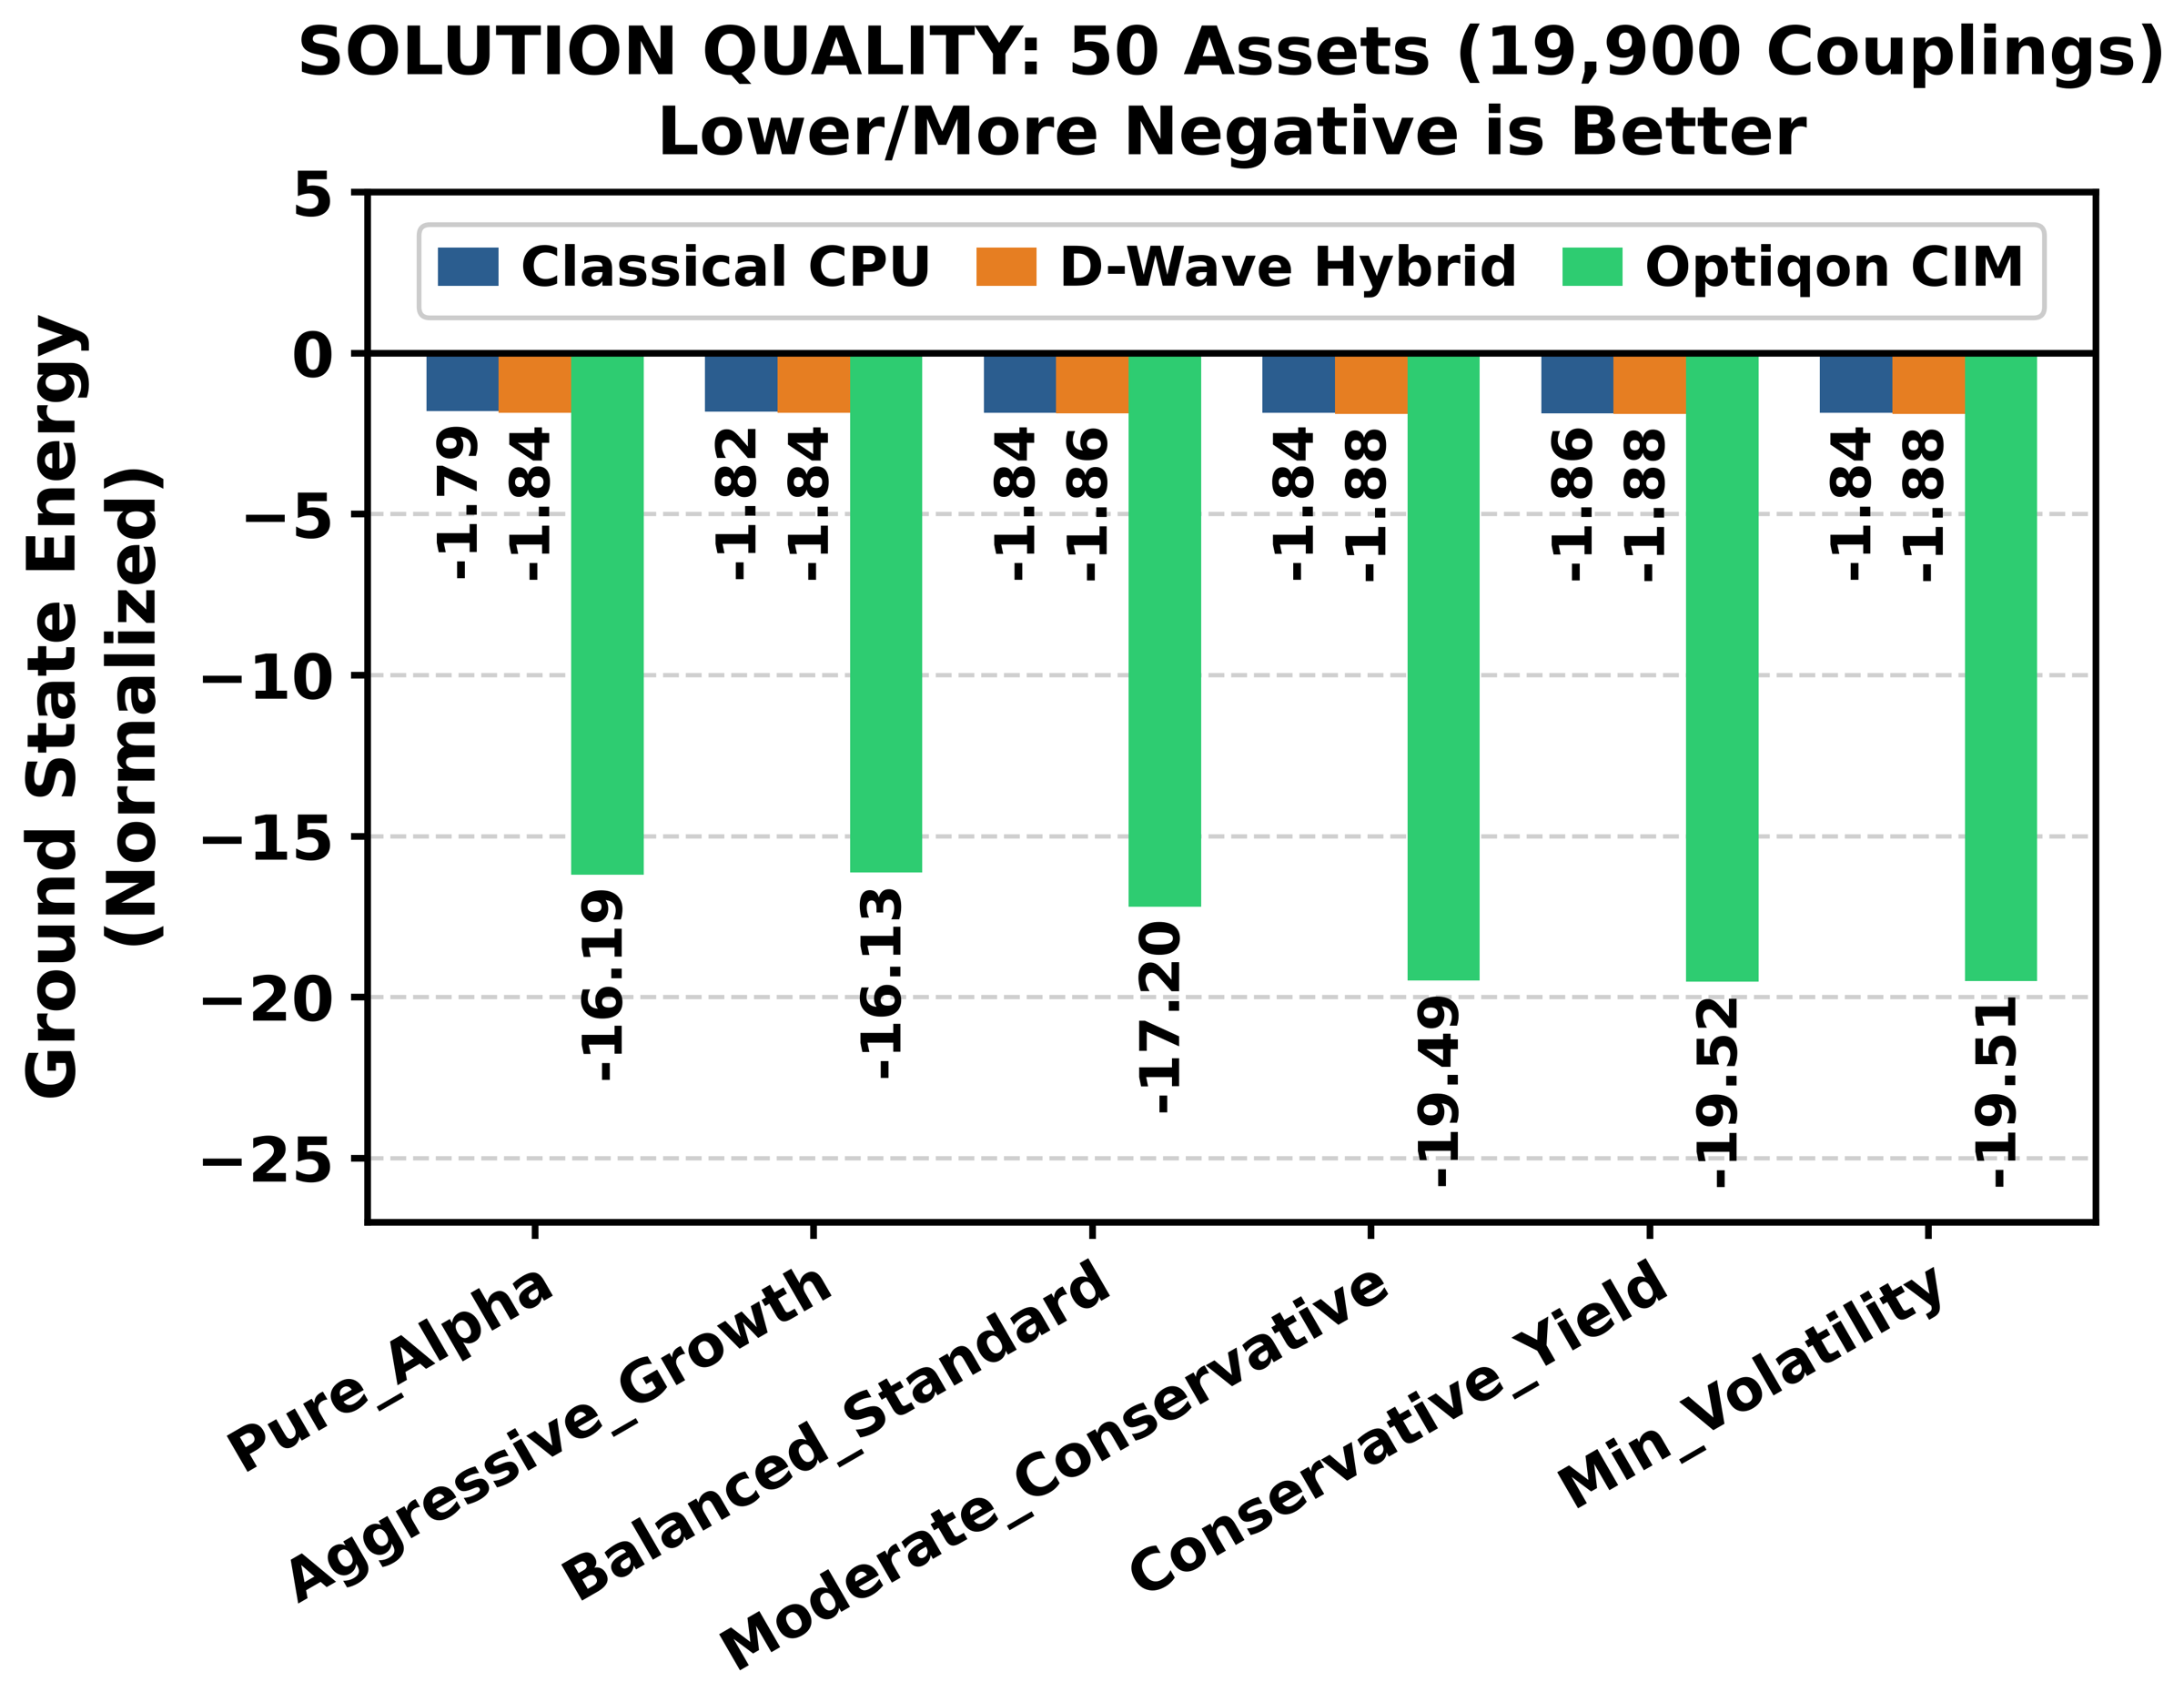 SOLUTION QUALITY: 50 Assets (19,900 Couplings)
Lower/More Negative is Better
Ground State Energy
(Normalized)
5
0
−5
−10
−15
−20
−25
Classical CPU
D-Wave Hybrid
Optiqon CIM
-1.79
-1.84
-16.19
-1.82
-1.84
-16.13
-1.84
-1.86
-17.20
-1.84
-1.88
-19.49
-1.86
-1.88
-19.52
-1.84
-1.88
-19.51
Pure_Alpha
Aggressive_Growth
Balanced_Standard
Moderate_Conservative
Conservative_Yield
Min_Volatility